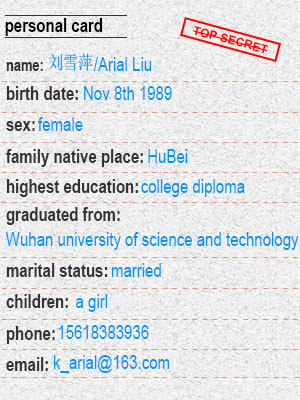 personal card
TOP SECRET
name: 刘雪萍/Arial Liu
birth date: Nov 8th 1989
sex: female
family native place: HuBei
highest education: college diploma
graduated from:
Wuhan university of science and technology
marital status: married
children: a girl
phone: 15618383936
email: k_arial@163.com